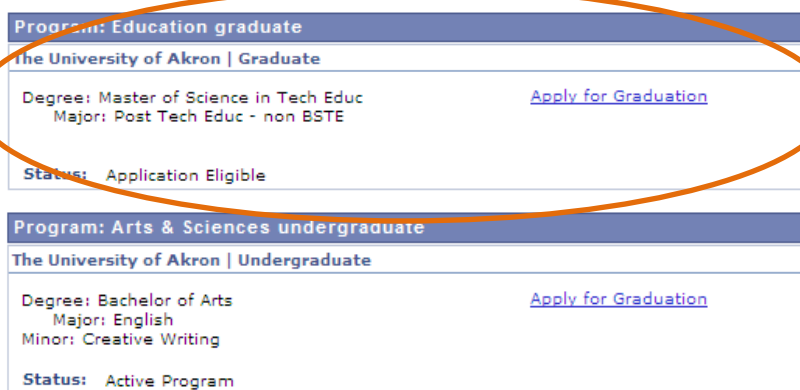 Program: Education graduate
The University of Akron | Graduate
Degree: Master of Science in Tech Educ
Apply for Graduation
Major: Post Tech Educ - non BSTE
Status: Application Eligible
Program: Arts & Sciences undergraduate
The University of Akron | Undergraduate
Degree: Bachelor of Arts
Apply for Graduation
Major: English
Minor: Creative Writing
Status: Active Program